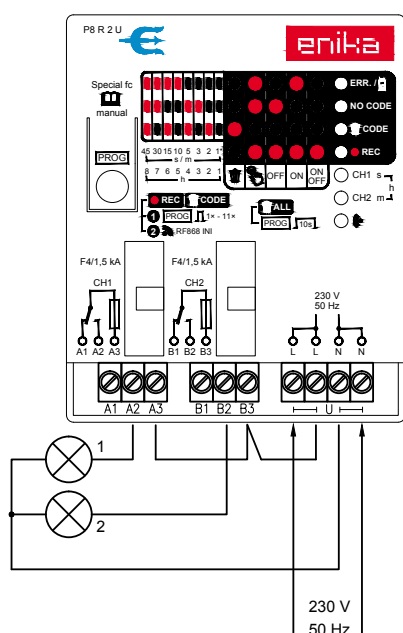 P8 R 2 U
enika
Special fc
manual
PROG
ERR. /
NO CODE
CODE
REC
45 30 15 10 5 3 2 1
s / m
8 7 6 5 4 3 2 1
h
OFF ON ON
OFF
CH1 s
h
CH2 m
REC CODE
1 PROG 1× - 11×
2 RF868 INI
ALL
PROG 10s
F4/1,5 kA F4/1,5 kA
CH1 CH2
230 V
50 Hz
A1 A2 A3 B1 B2 B3 L L N N
A1 A2 A3 B1 B2 B3 U
1
2
230 V
50 Hz